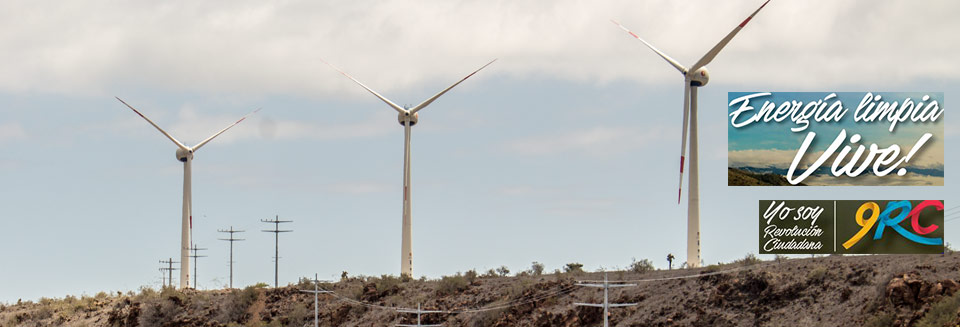 Energía limpia
Vive!
Yo soy
Revolución
Ciudadana
9RC